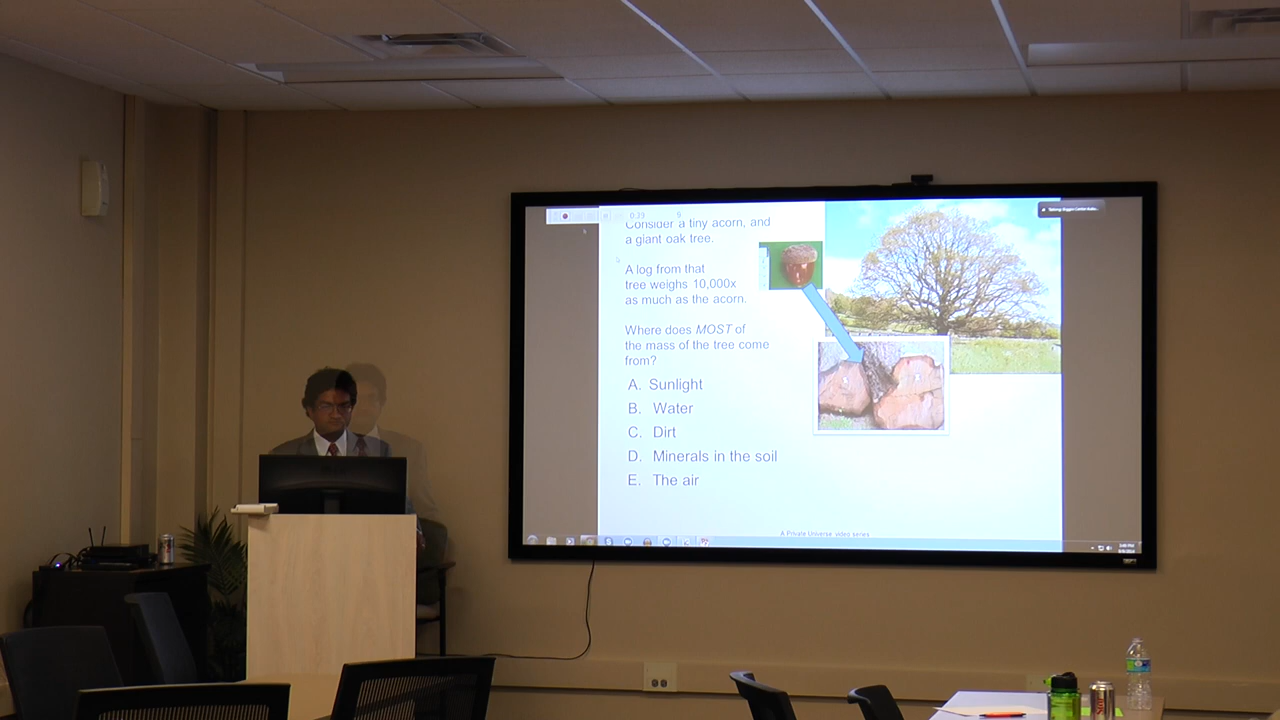 039 9
Consider a tiny acorn, and
a giant oak tree.
A log from that
tree weighs 10,000x
as much as the acorn.
Where does MOST of
the mass of the tree come
from?
A. Sunlight
B. Water
C. Dirt
D. Minerals in the soil
E. The air
A Private Universe video series